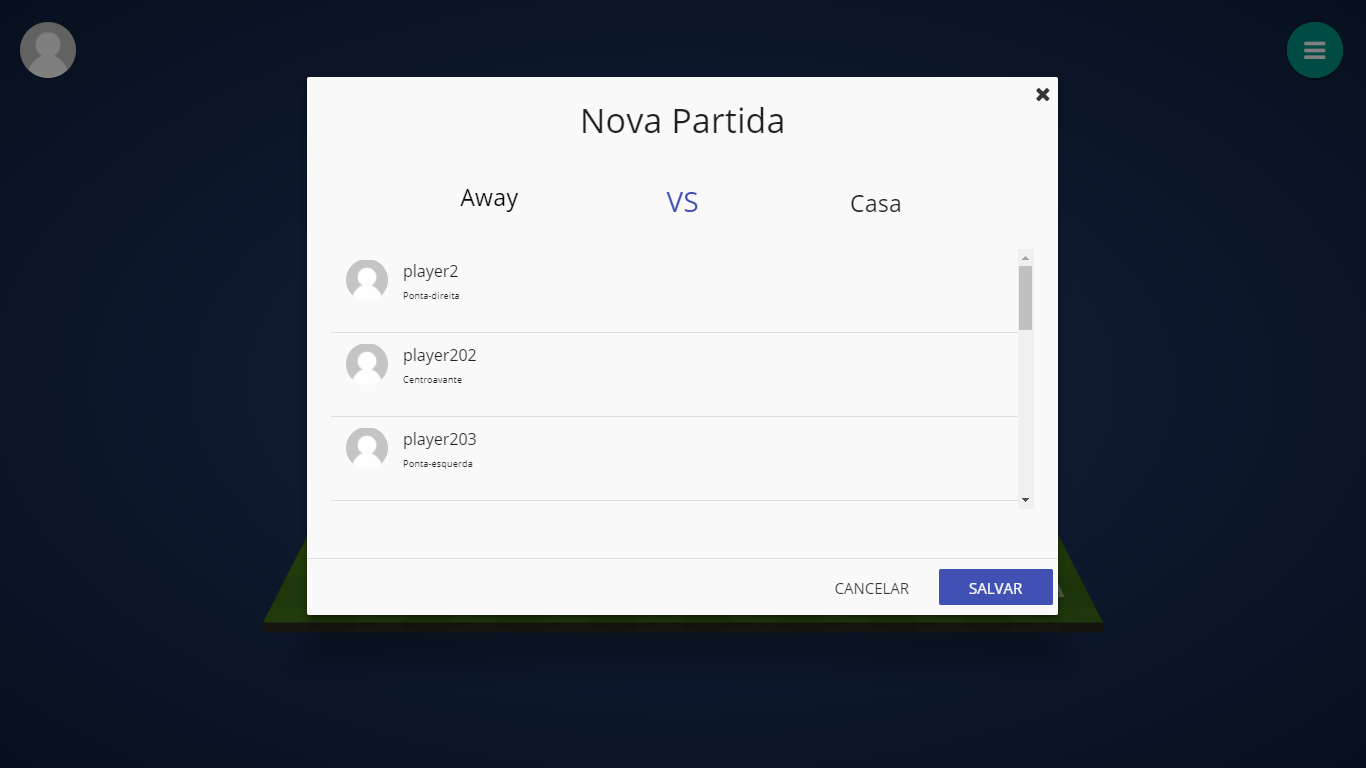 Nova Partida
Away
VS
Casa
player2
Ponta-direita
player202
Centroavante
player203
Ponta-esquerda
CANCELAR
SALVAR